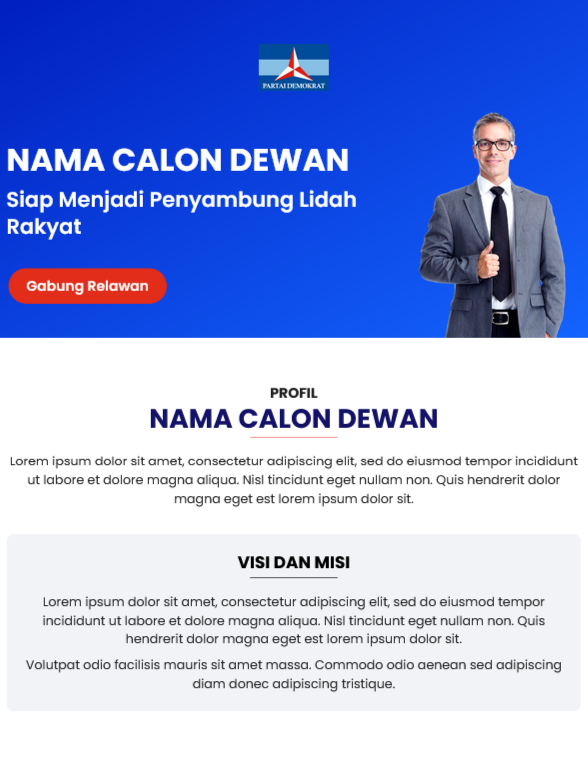 PARTAI DEMOKRAT
NAMA CALON DEWAN
Siap Menjadi Penyambung Lidah
Rakyat
Gabung Relawan
PROFIL
NAMA CALON DEWAN
Lorem ipsum dolor sit amet, consectetur adipiscing elit, sed do eiusmod tempor incididunt
ut labore et dolore magna aliqua. Nisl tincidunt eget nullam non. Quis hendrerit dolor
magna eget est lorem ipsum dolor sit.
VISI DAN MISI
Lorem ipsum dolor sit amet, consectetur adipiscing elit, sed do eiusmod tempor
incididunt ut labore et dolore magna aliqua. Nisl tincidunt eget nullam non. Quis
hendrerit dolor magna eget est lorem ipsum dolor sit.
Volutpat odio facilisis mauris sit amet massa. Commodo odio aenean sed adipiscing
diam donec adipiscing tristique.